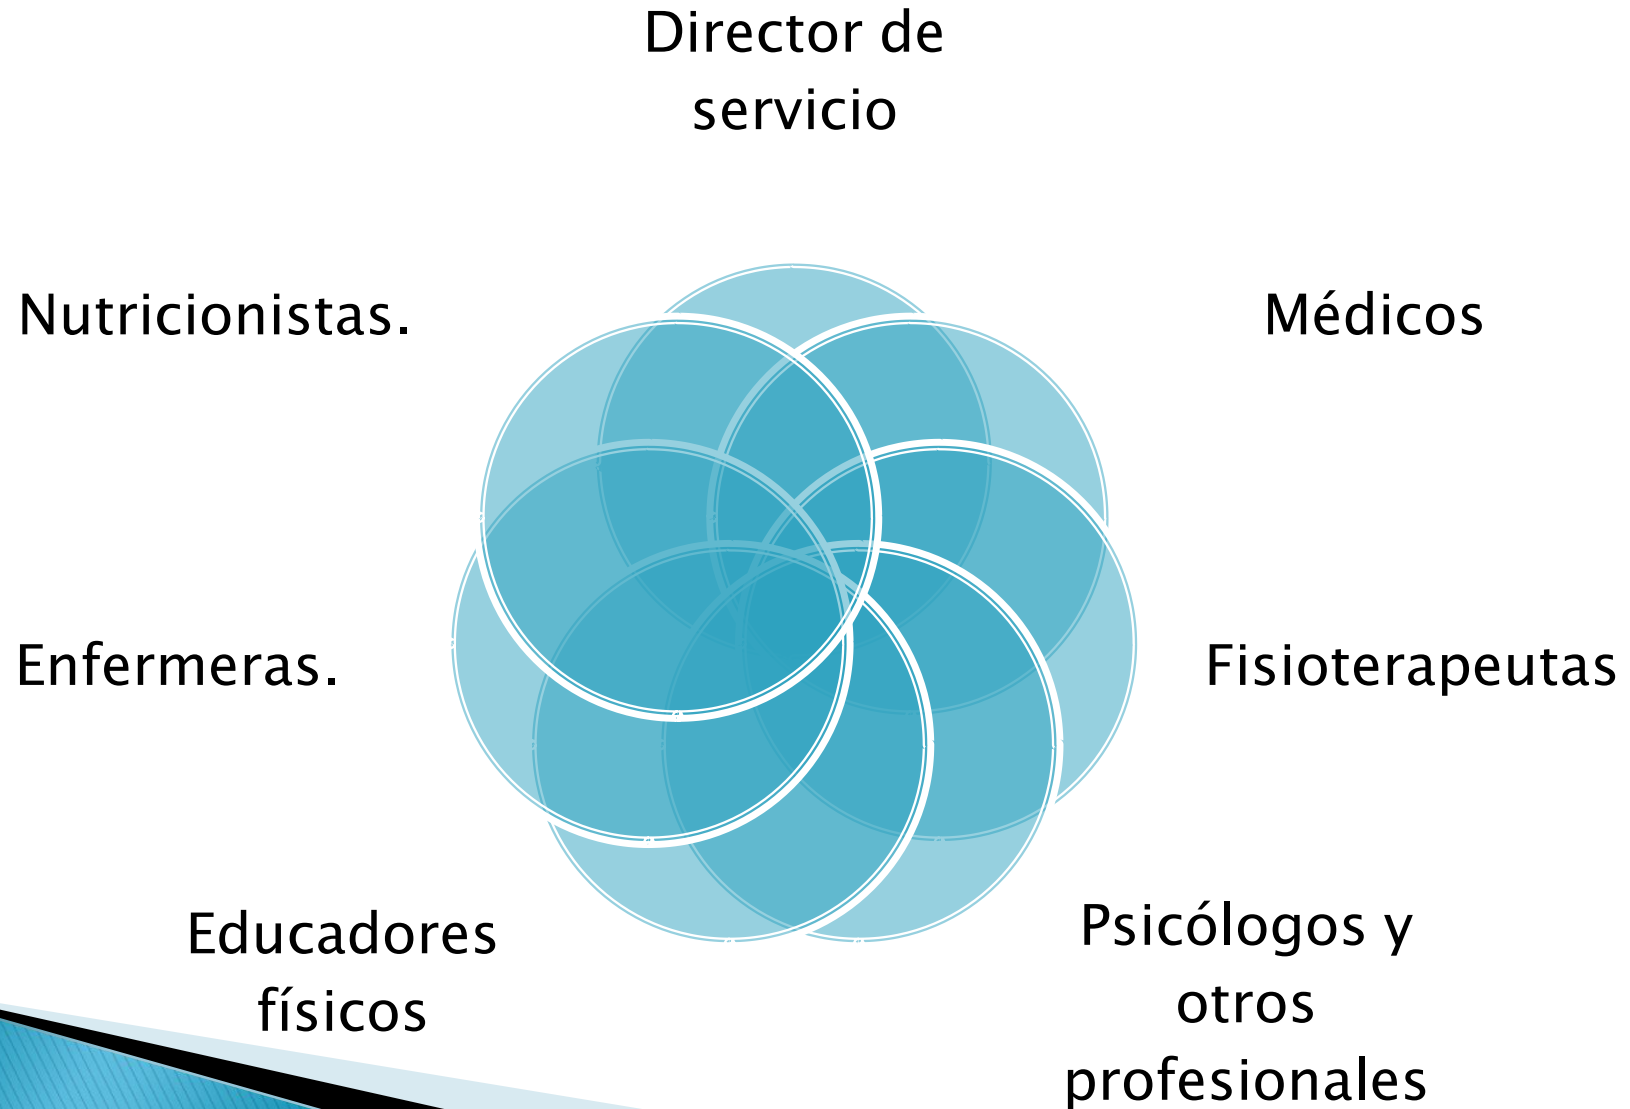 Director de
servicio
Nutricionistas.
Médicos
Enfermeras.
Fisioterapeutas
Educadores
físicos
Psicólogos y
otros
profesionales